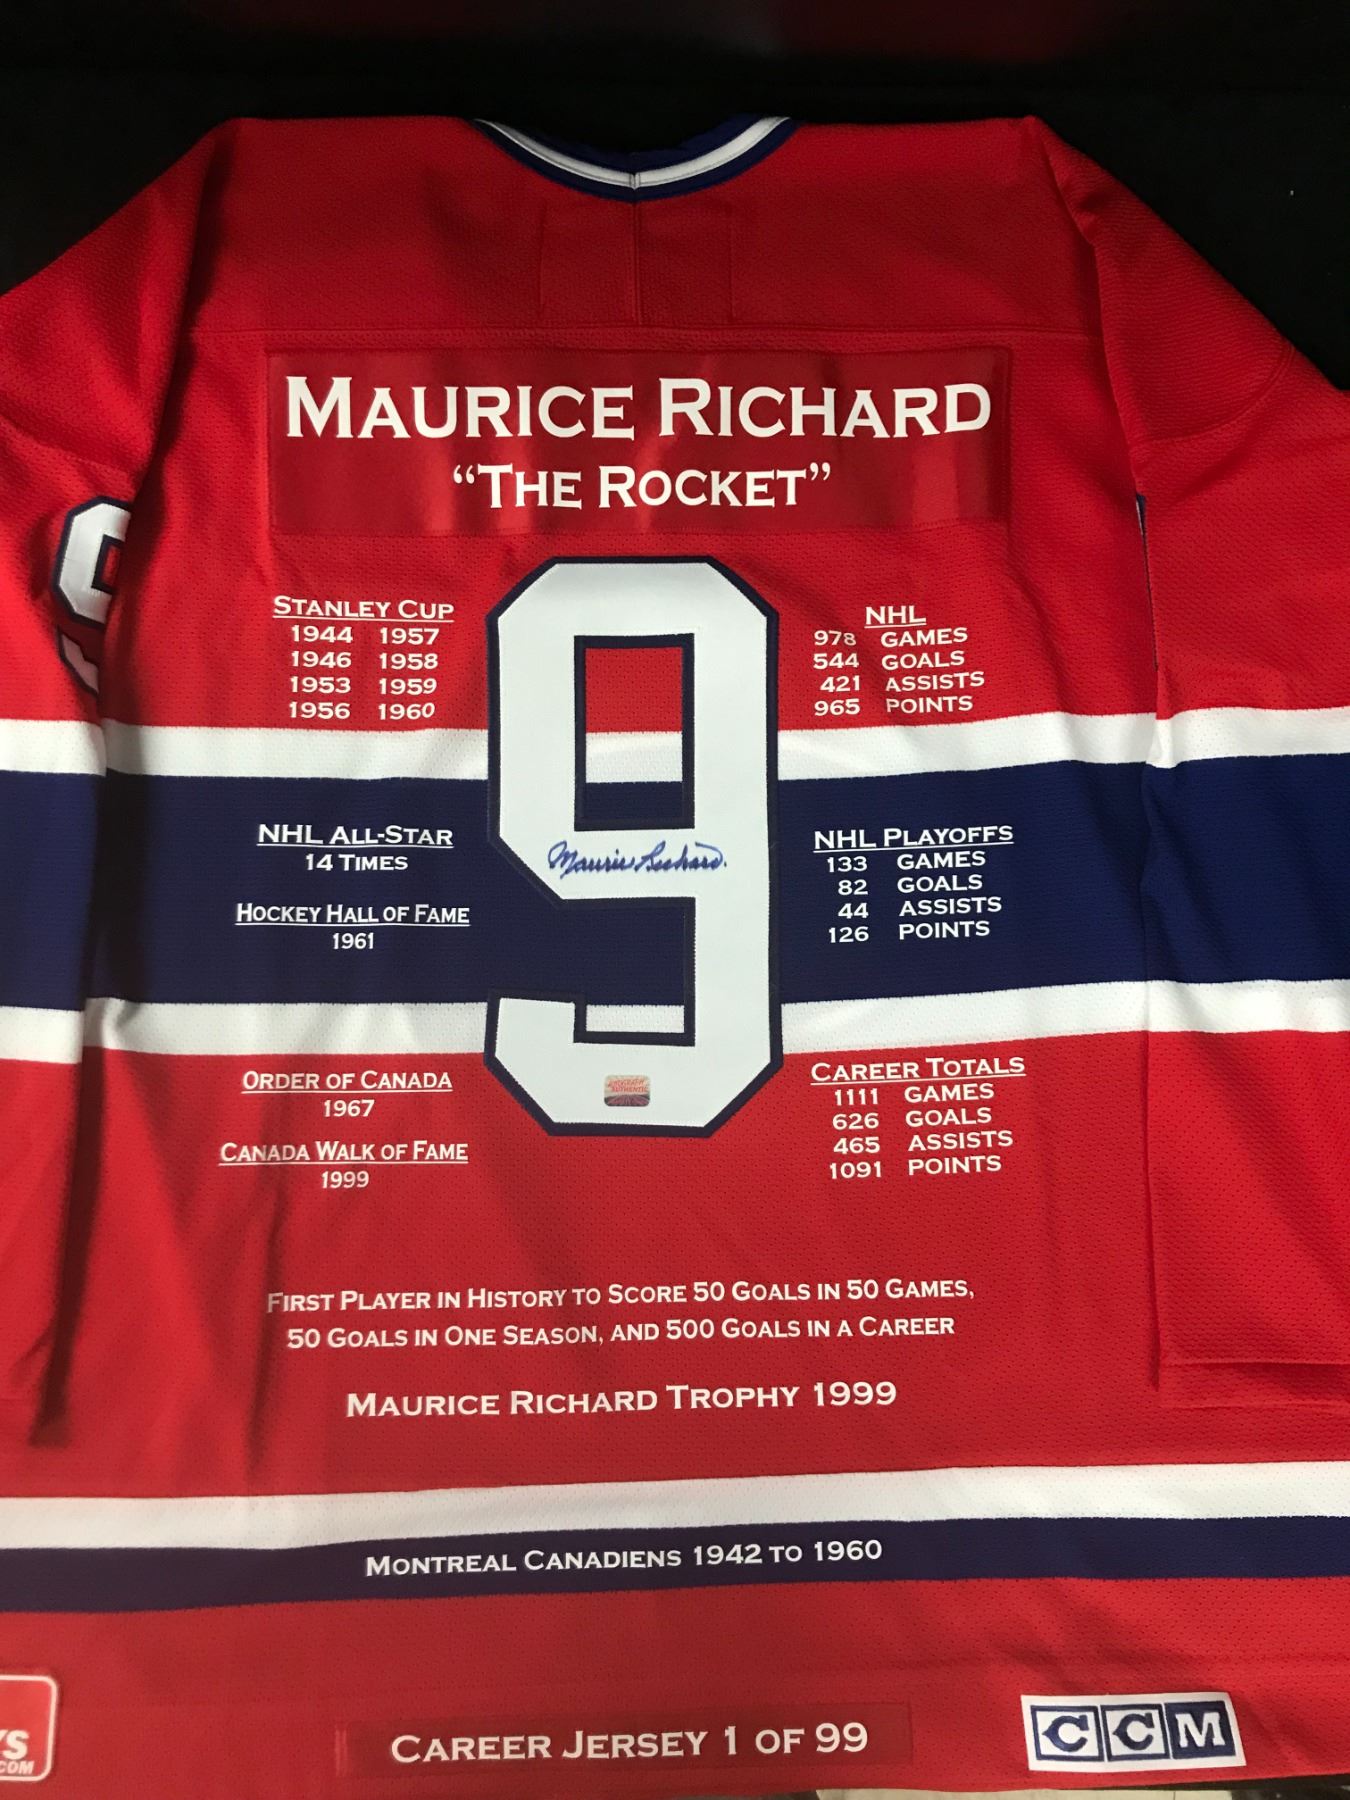 MAURICE RICHARD
“THE ROCKET”
9
9
STANLEY CUP
1944 1957
1946 1958
1953 1959
1956 1960
NHL
978 GAMES
544 GOALS
421 ASSISTS
965 POINTS
NHL ALL-STAR
14 TIMES
HOCKEY HALL OF FAME
1961
Maurice Richard.
NHL PLAYOFFS
133 GAMES
82 GOALS
44 ASSISTS
126 POINTS
ORDER OF CANADA
1967
CANADA WALK OF FAME
1999
AUTHENTIC
CAREER TOTALS
1111 GAMES
626 GOALS
465 ASSISTS
1091 POINTS
FIRST PLAYER IN HISTORY TO SCORE 50 GOALS IN 50 GAMES,
50 GOALS IN ONE SEASON, AND 500 GOALS IN A CAREER
MAURICE RICHARD TROPHY 1999
MONTREAL CANADIENS 1942 TO 1960
YS
.COM
CAREER JERSEY 1 OF 99
CCM